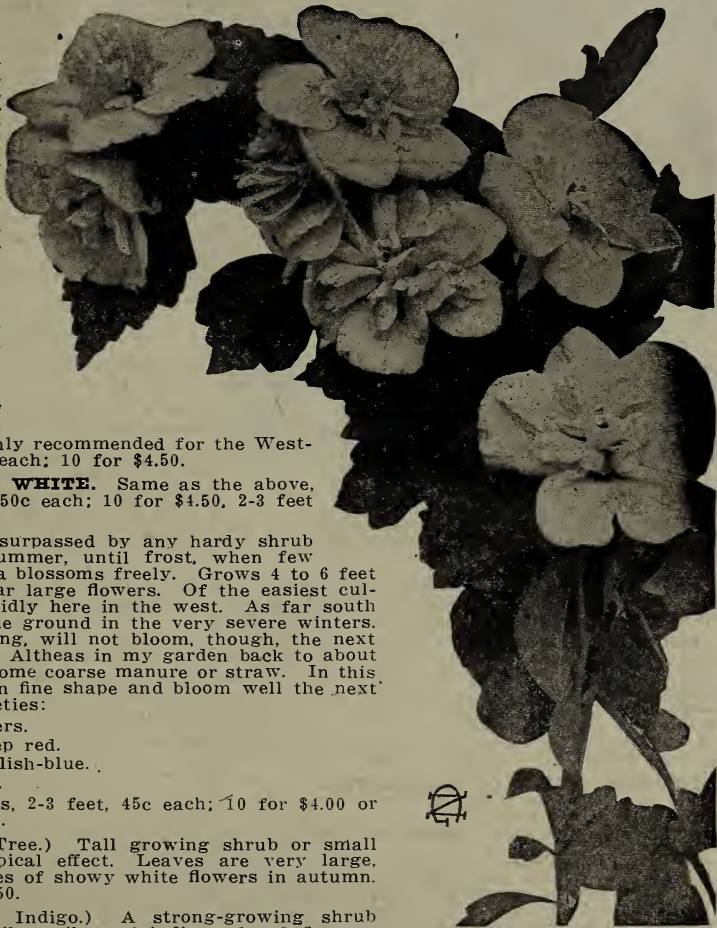 nly recommended for the West-
each; 10 for $4.50.
WHITE. Same as the above,
50c each; 10 for $4.50, 2-3 feet
surpassed by any hardy shrub
ummer, until frost, when few
a blossoms freely. Grows 4 to 6 feet
ar large flowers. Of the easiest cul-
idly here in the west. As far south
e ground in the very severe winters.
ng, will not bloom, though, the next
Altheas in my garden back to about
ome coarse manure or straw. In this
n fine shape and bloom well the next
eties:
ers.
ep red.
lish-blue.
s, 2-3 feet, 45c each; 10 for $4.00 or
Tree.) Tall growing shrub or small
pical effect. Leaves are very large,
es of showy white flowers in autumn.
50.
Indigo.) A strong-growing shrub